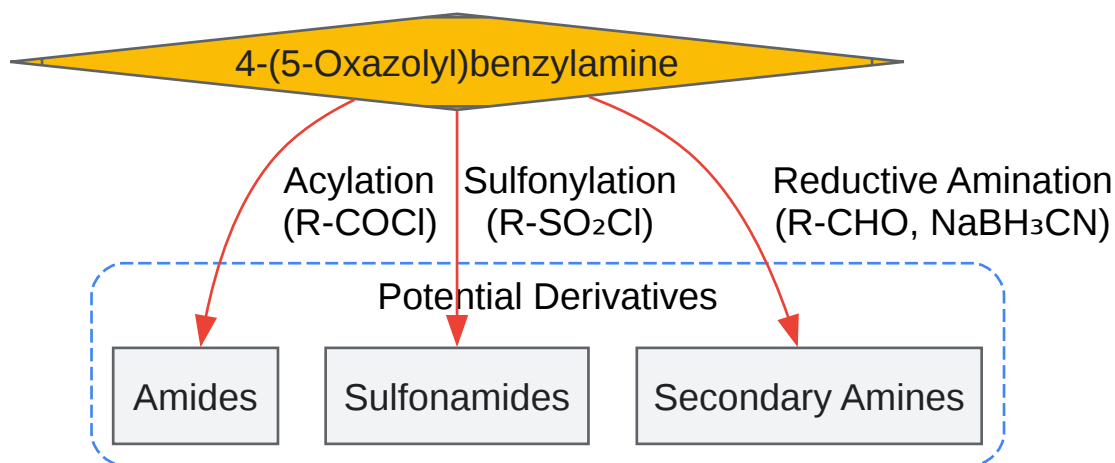 4-(5-Oxazolyl)benzylamine
Acylation
(R-COCl)
Sulfonylation
(R-SO₂Cl)
Reductive Amination
(R-CHO, NaBH₃CN)
Potential Derivatives
Amides
Sulfonamides
Secondary Amines